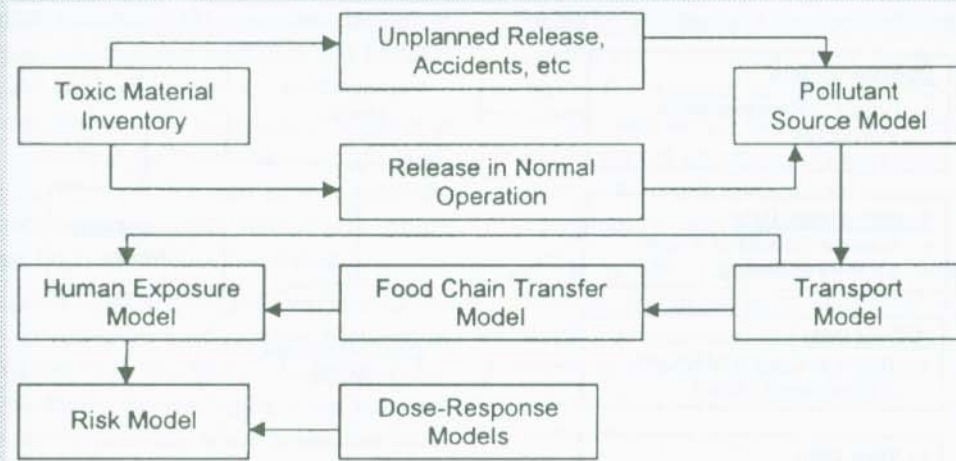 Unplanned Release,
Accidents, etc
Toxic Material
Inventory
Pollutant
Source Model
Release in Normal
Operation
Human Exposure
Model
Food Chain Transfer
Model
Transport
Model
Risk Model
Dose-Response
Models